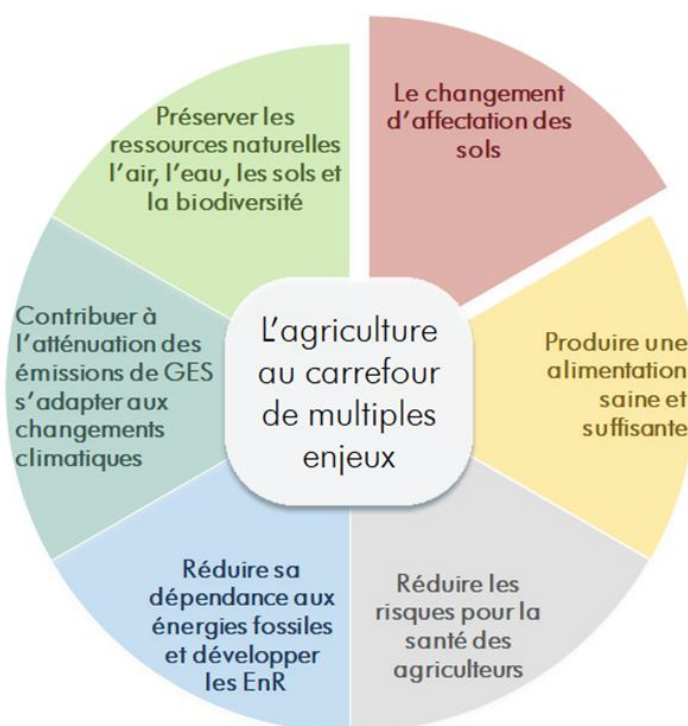 Le changement
d'affectation des
sols
Produire une
alimentation
saine et
suffisante
Réduire les
risques pour la
santé des
agriculteurs
Réduire sa
dépendance aux
énergies fossiles
et développer
les EnR
Contribuer à
l'atténuation des
émissions de GES
s'adapter aux
changements
climatiques
Préserver les
ressources naturelles
l'air, l'eau, les sols et
la biodiversité
L'agriculture
au carrefour
de multiples
enjeux